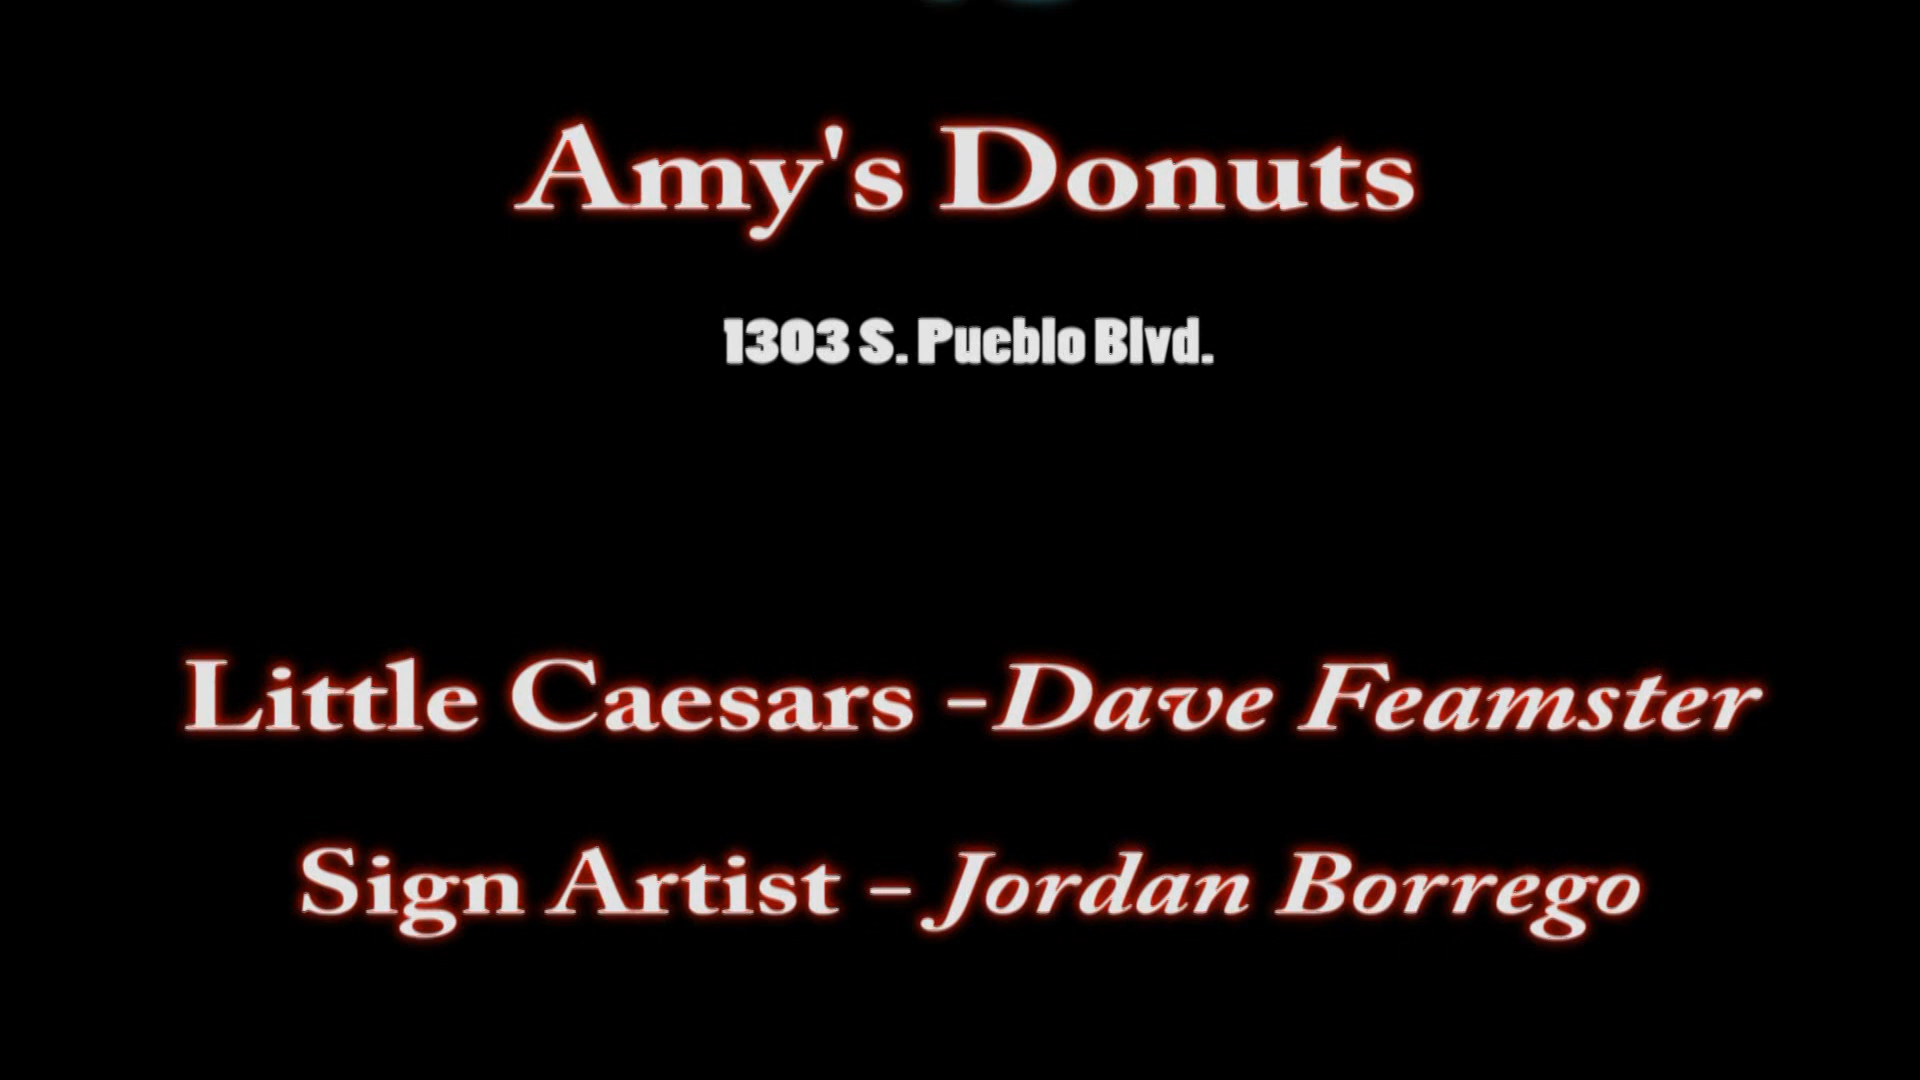 Amy's Donuts
1303 S. Pueblo Blvd.
Little Caesars -Dave Feamster
Sign Artist - Jordan Borrego